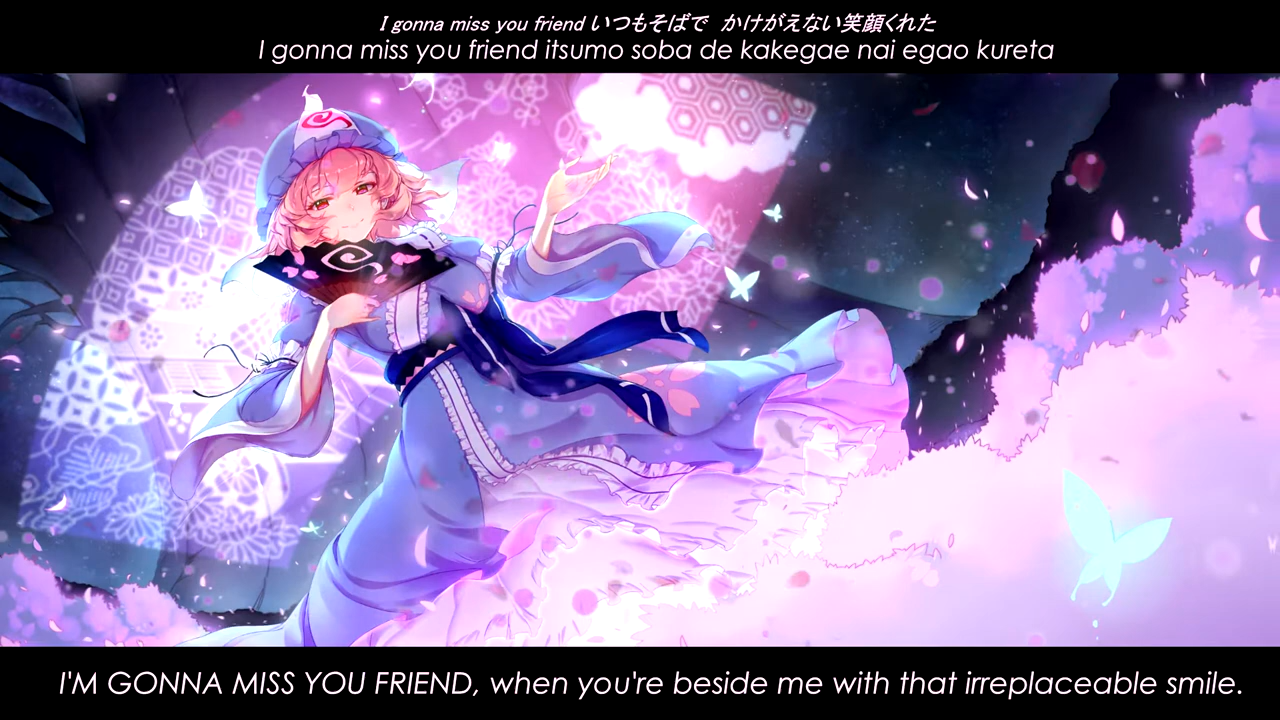 I gonna miss you friend いつもそばで　かけがえない笑顔くれた
I gonna miss you friend itsumo soba de kakegae nai egao kureta
I'M GONNA MISS YOU FRIEND, when you're beside me with that irreplaceable smile.